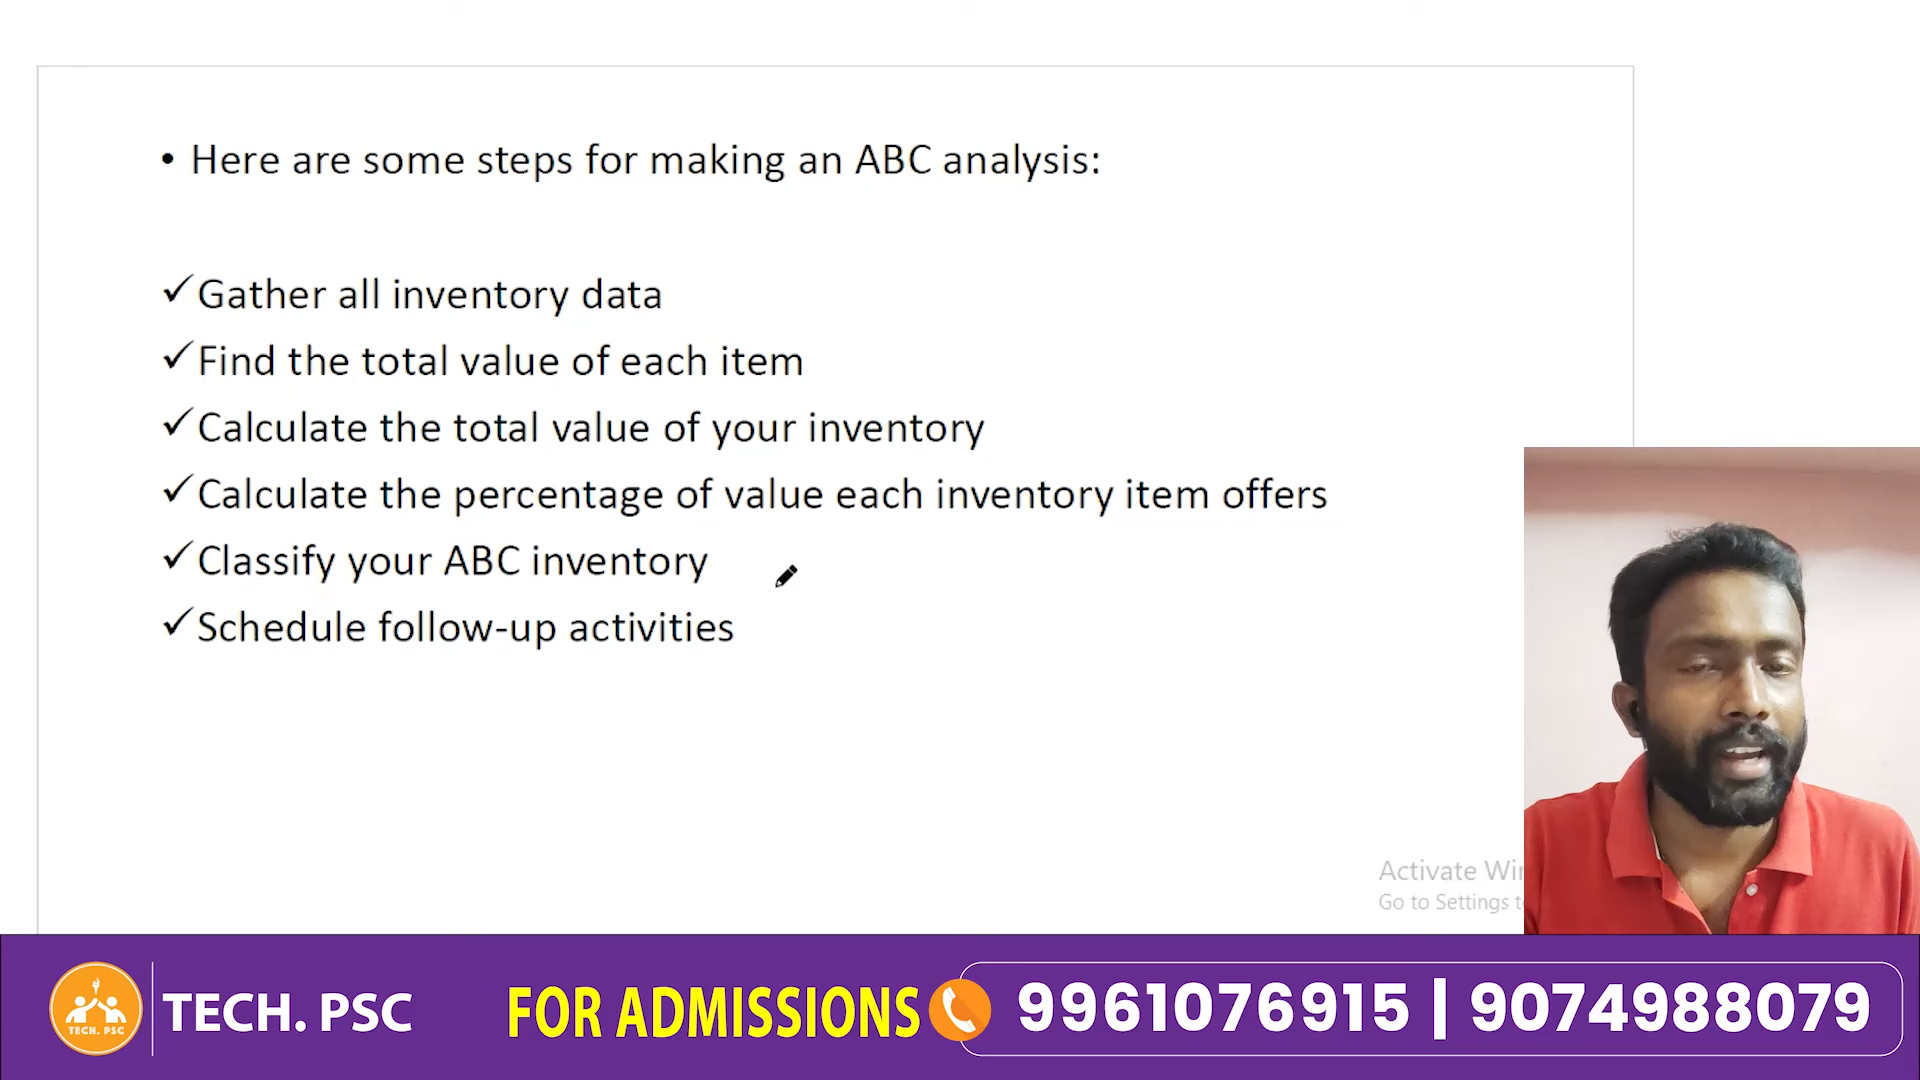 • Here are some steps for making an ABC analysis:
✓Gather all inventory data
✓Find the total value of each item
✓Calculate the total value of your inventory
✓Calculate the percentage of value each inventory item offers
✓Classify your ABC inventory
✓Schedule follow-up activities
Activate Wi
Go to Settings t
TECH. PSC
TECH. PSC
FOR ADMISSIONS
9961076915 | 9074988079